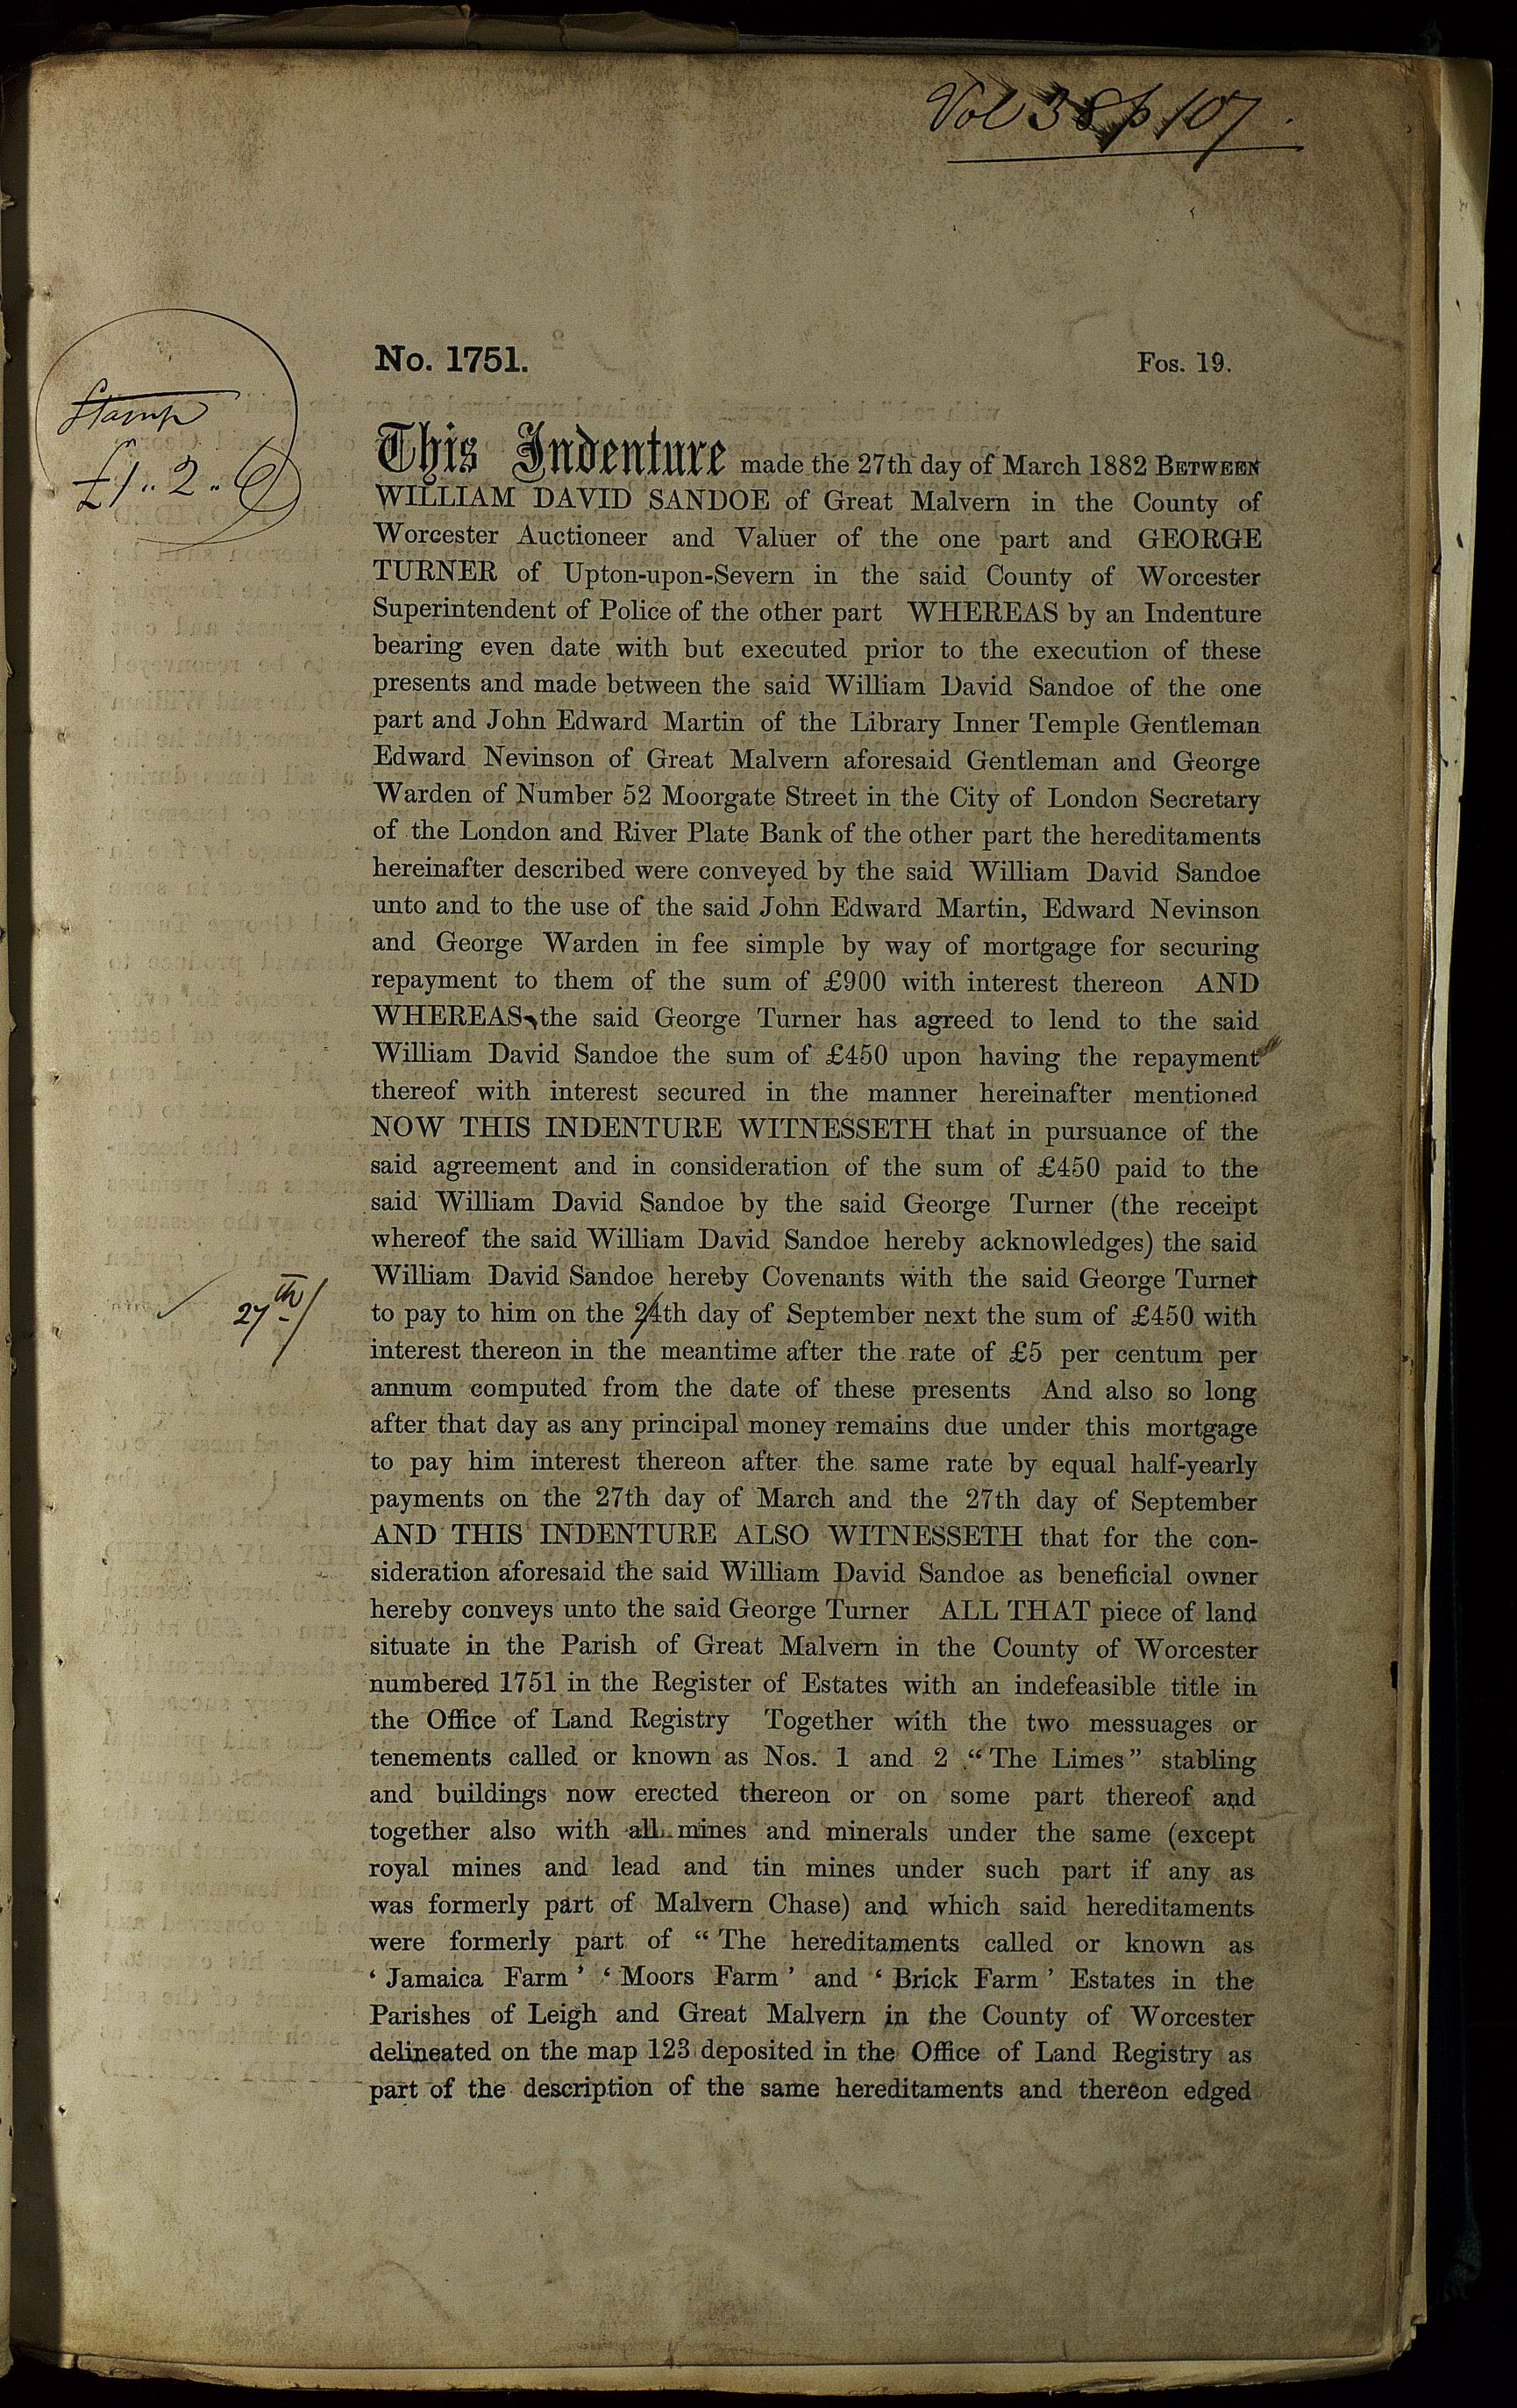 Vol 38 p 107.
No. 1751.
Fos. 19.
Stamp
£1.. 2.. 6
This Indenture made the 27th day of March 1882 BETWEEN
WILLIAM DAVID SANDOE of Great Malvern in the County of
Worcester Auctioneer and Valuer of the one part and GEORGE
TURNER of Upton-upon-Severn in the said County of Worcester
Superintendent of Police of the other part WHEREAS by an Indenture
bearing even date with but executed prior to the execution of these
presents and made between the said William David Sandoe of the one
part and John Edward Martin of the Library Inner Temple Gentleman
Edward Nevinson of Great Malvern aforesaid Gentleman and George
Warden of Number 52 Moorgate Street in the City of London Secretary
of the London and River Plate Bank of the other part the hereditaments
hereinafter described were conveyed by the said William David Sandoe
unto and to the use of the said John Edward Martin, Edward Nevinson
and George Warden in fee simple by way of mortgage for securing
repayment to them of the sum of £900 with interest thereon AND
WHEREAS the said George Turner has agreed to lend to the said
William David Sandoe the sum of £450 upon having the repayment
thereof with interest secured in the manner hereinafter mentioned
NOW THIS INDENTURE WITNESSETH that in pursuance of the
said agreement and in consideration of the sum of £450 paid to the
said William David Sandoe by the said George Turner (the receipt
whereof the said William David Sandoe hereby acknowledges) the said
William David Sandoe hereby Covenants with the said George Turner
27th/
to pay to him on the 24th day of September next the sum of £450 with
interest thereon in the meantime after the rate of £5 per centum per
annum computed from the date of these presents And also so long
after that day as any principal money remains due under this mortgage
to pay him interest thereon after the same rate by equal half-yearly
payments on the 27th day of March and the 27th day of September
AND THIS INDENTURE ALSO WITNESSETH that for the con-
sideration aforesaid the said William David Sandoe as beneficial owner
hereby conveys unto the said George Turner ALL THAT piece of land
situate in the Parish of Great Malvern in the County of Worcester
numbered 1751 in the Register of Estates with an indefeasible title in
the Office of Land Registry Together with the two messuages or
tenements called or known as Nos. 1 and 2 "The Limes" stabling
and buildings now erected thereon or on some part thereof and
together also with all mines and minerals under the same (except
royal mines and lead and tin mines under such part if any as
was formerly part of Malvern Chase) and which said hereditaments
were formerly part of "The hereditaments called or known as
'Jamaica Farm' 'Moors Farm' and 'Brick Farm' Estates in the
Parishes of Leigh and Great Malvern in the County of Worcester
delineated on the map 123 deposited in the Office of Land Registry as
part of the description of the same hereditaments and thereon edged